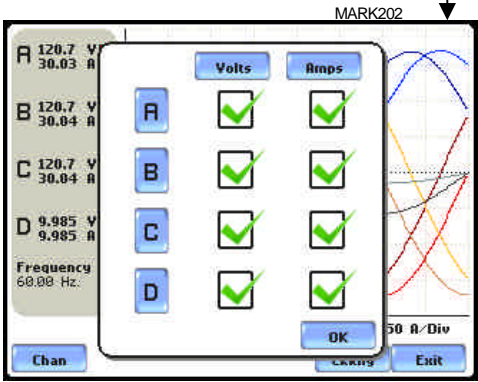 MARK202
A 120.7 V
30.03 A
B 120.7 V
30.04 A
C 120.7 V
30.04 A
D 9.985 V
9.985 A
Frequency
60.00 Hz.
Volts Amps
A
B
C
D
OK
50 A/Div
Chan Exit